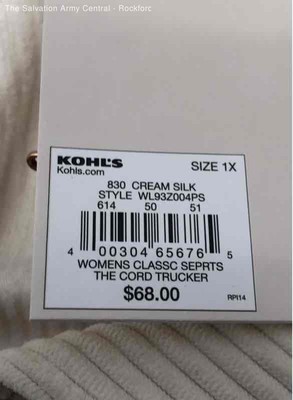 The Salvation Army Central - Rockforc
KOHL'S
SIZE 1X
Kohls.com
830 CREAM SILK
STYLE WL93Z004PS
614 50 51
4 00304 65676 5
WOMENS CLASSC SEPRTS
THE CORD TRUCKER
$68.00
RPI14